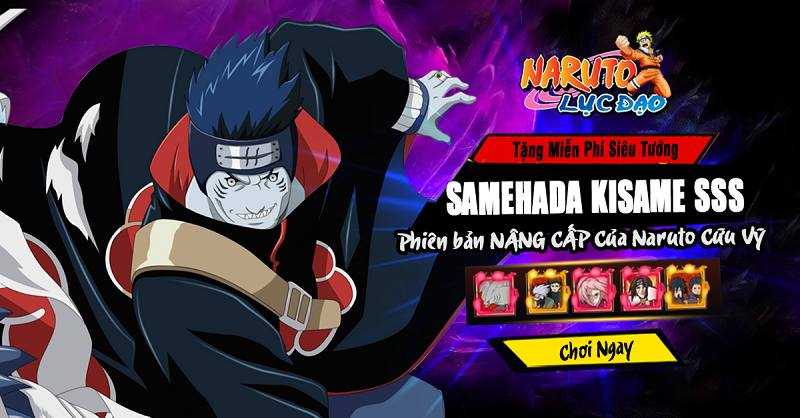 NARUTO
LỤC ĐẠO
Tặng Miễn Phí Siêu Tướng
SAMEHADA KISAME SSS
Phiên bản NÂNG CẤP Của Naruto Cửu Vỹ
Chơi Ngay